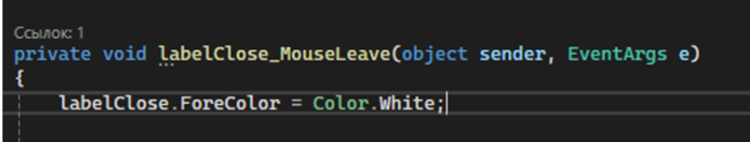 Ссылок: 1
private void labelClose_MouseLeave(object sender, EventArgs e)
{
labelClose.ForeColor = Color.White;